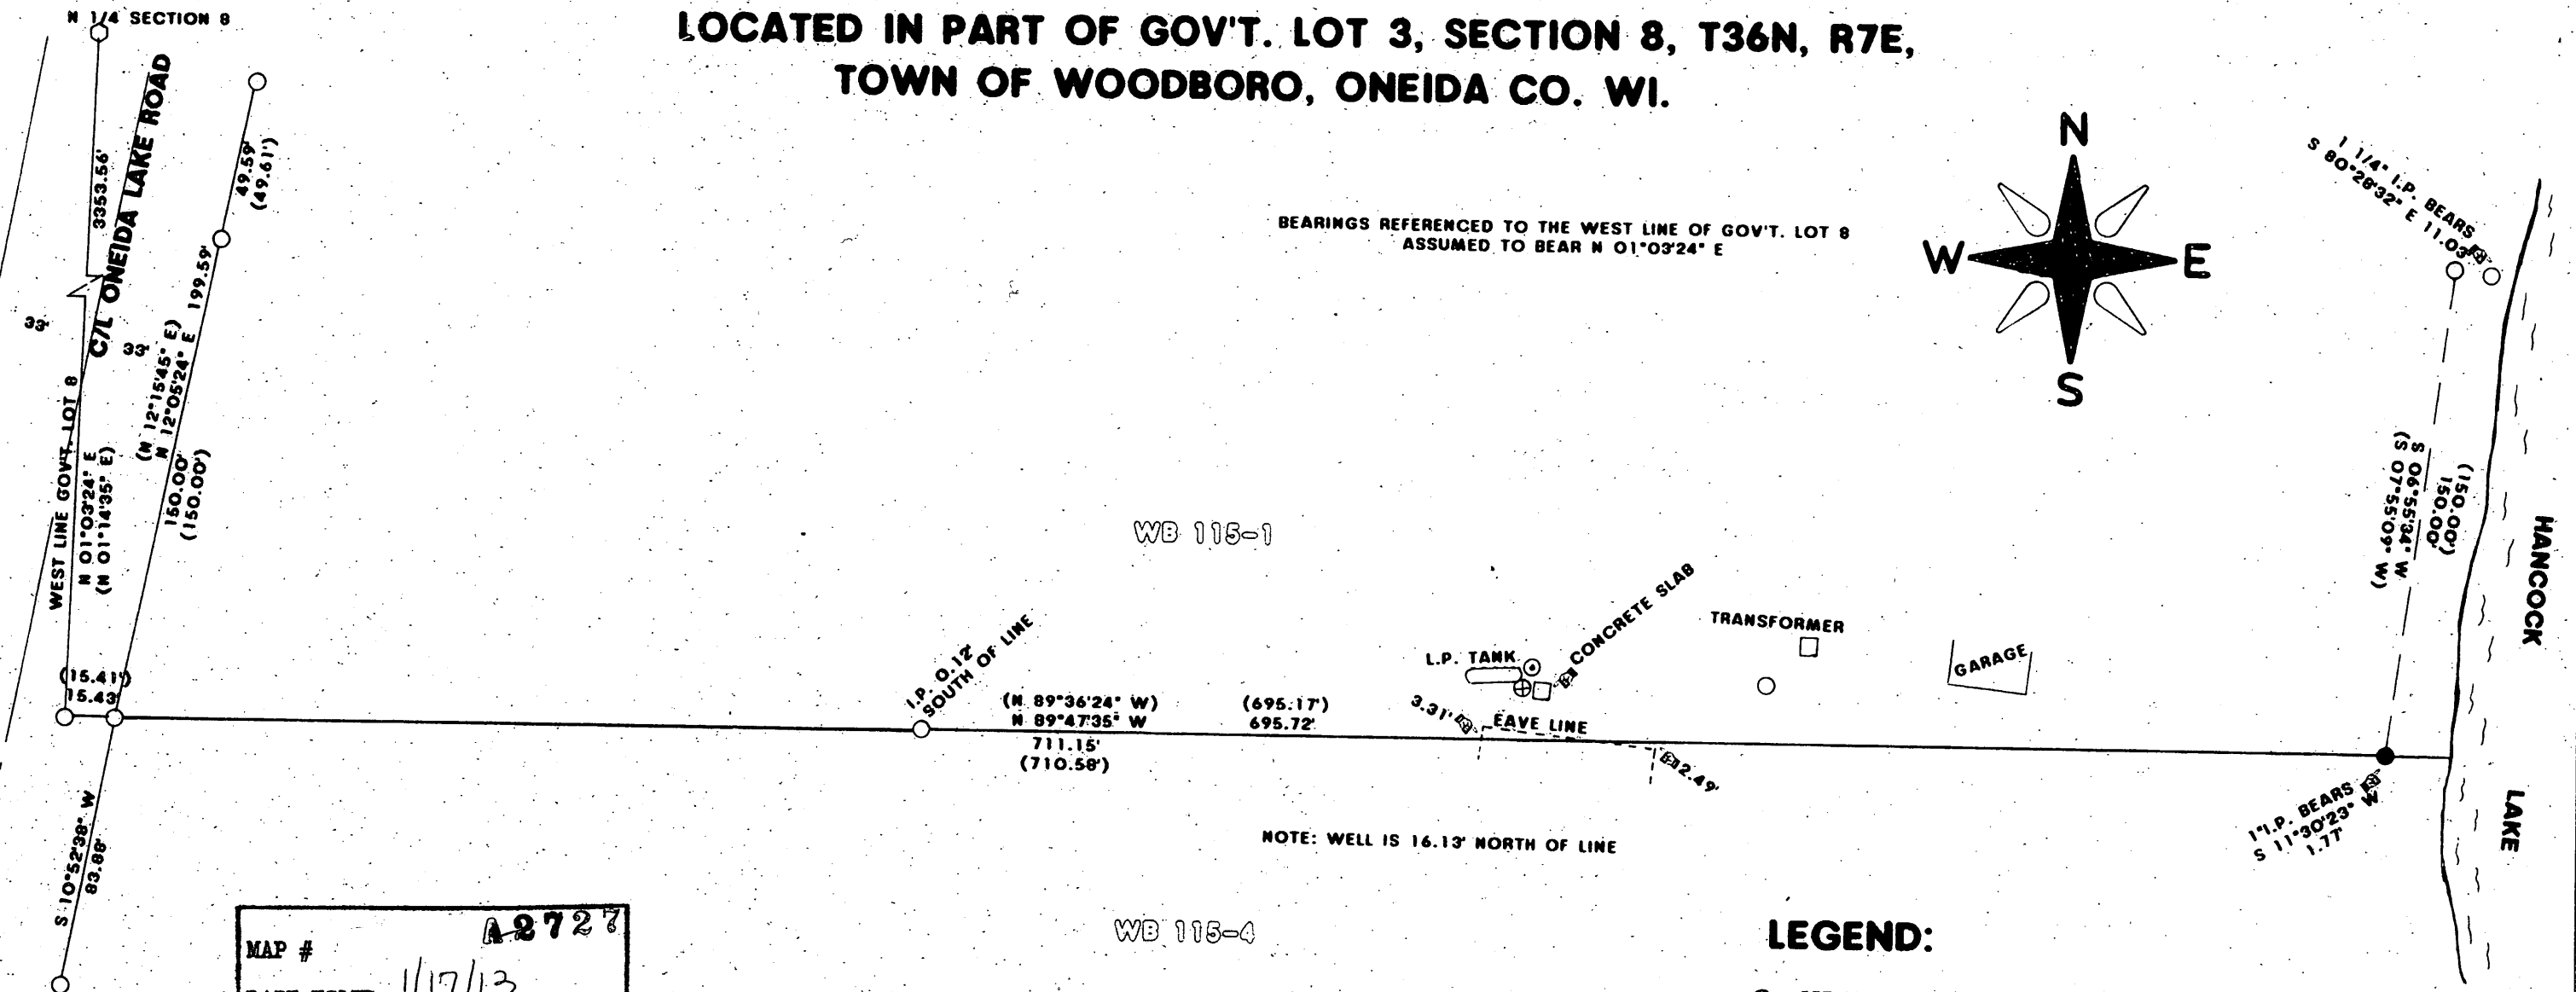 N 1/4 SECTION 8
LOCATED IN PART OF GOV'T. LOT 3, SECTION 8, T36N, R7E,
TOWN OF WOODBORO, ONEIDA CO. WI.
3353.56'
C/L ONEIDA LAKE ROAD
49.59'
(49.61')
33'
33'
(N 12°15'45" E)
N 12°05'24" E 199.59'
150.00'
(150.00')
WEST LINE GOV'T. LOT 8
N 01°03'24" E
(N 01°14'35" E)
BEARINGS REFERENCED TO THE WEST LINE OF GOV'T. LOT 8
ASSUMED TO BEAR N 01°03'24" E
N
W
E
S
1 1/4" I.P. BEARS
S 80°28'32" E 11.03'
(150.00')
150.00'
S 06°55'34" W
(S 07°55'09" W)
HANCOCK
LAKE
WB 115-1
CONCRETE SLAB
TRANSFORMER
L.P. TANK
GARAGE
(15.41')
15.43'
I.P. 0.12'
SOUTH OF LINE
(N 89°36'24" W)
N 89°47'35" W
(695.17')
695.72'
711.15'
(710.58')
3.31'
EAVE LINE
2.49'
1" I.P. BEARS
S 11°30'23" W
1.77'
S 10°52'38" W
83.88'
NOTE: WELL IS 16.13' NORTH OF LINE
WB 115-4
A2727
MAP #
1/17/13
LEGEND: